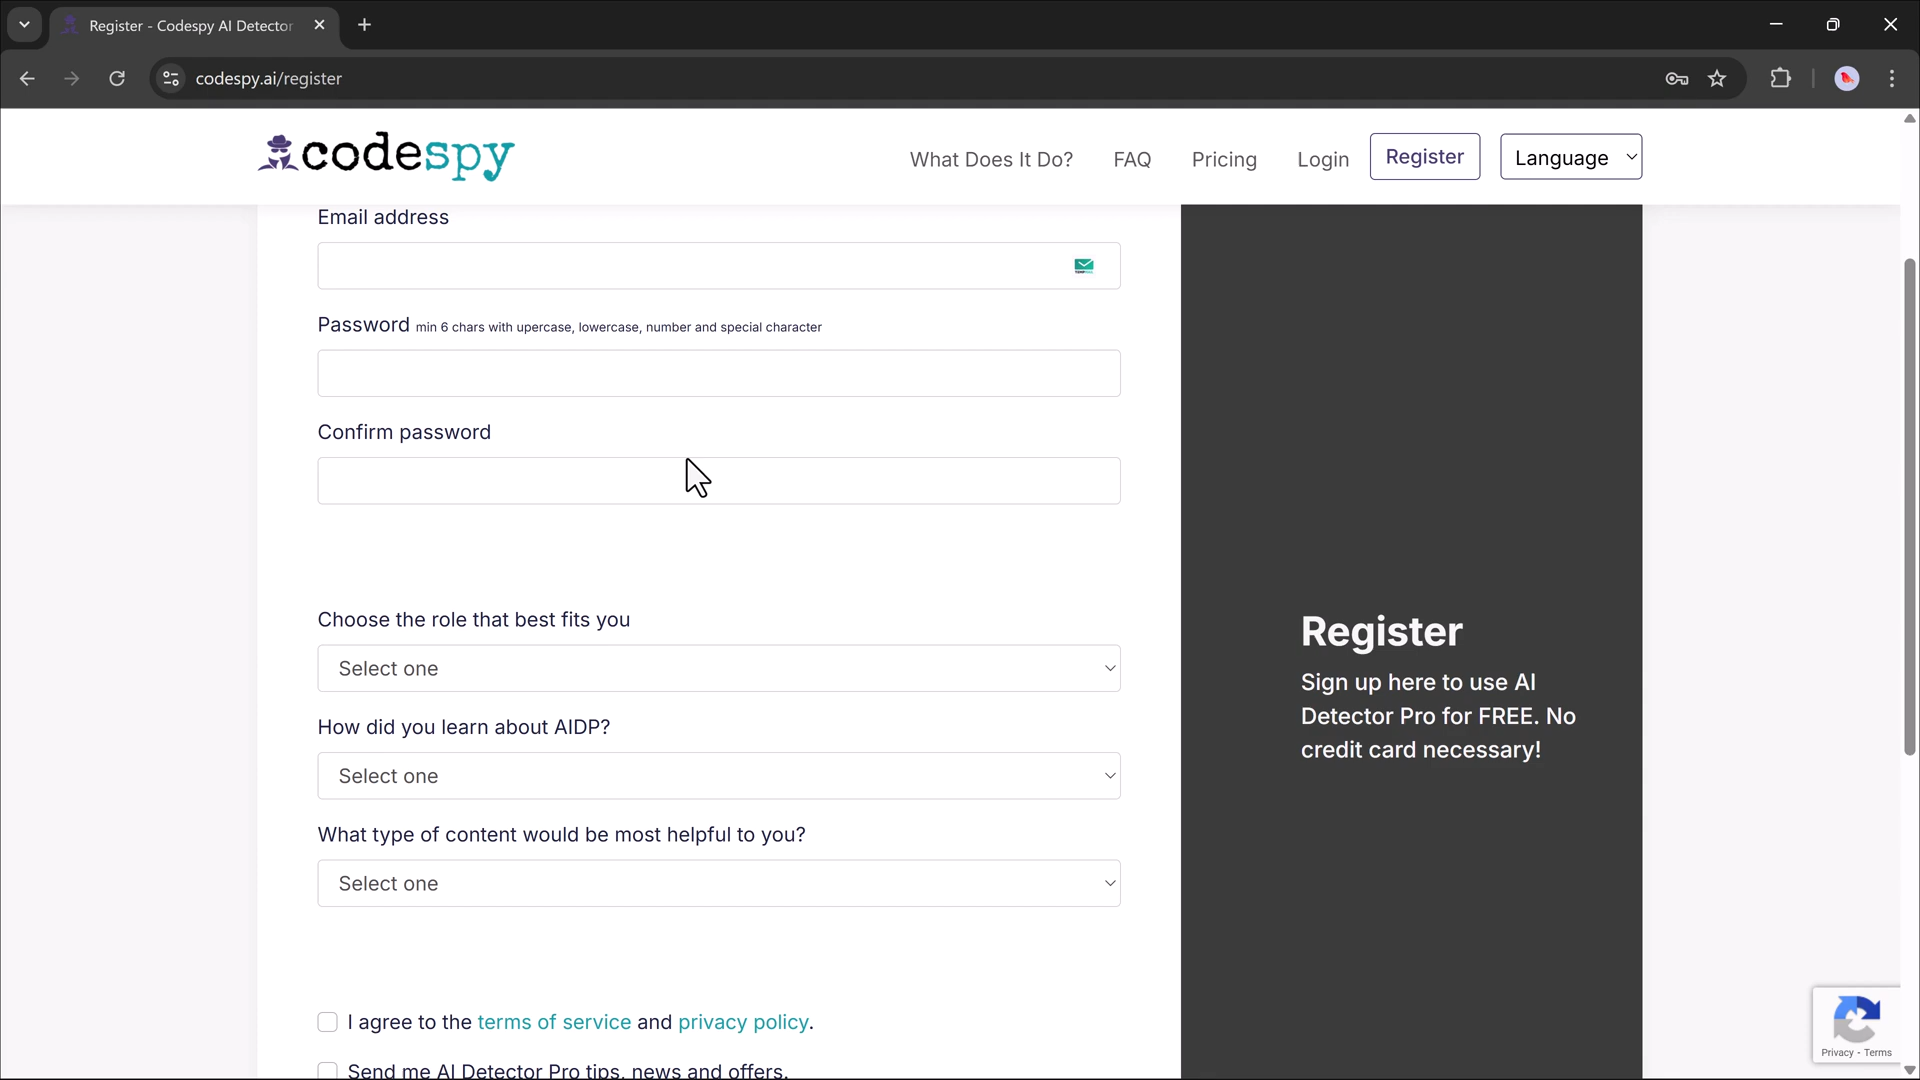 Register - Codespy AI Detector
codespy.ai/register
codespy
What Does It Do?
FAQ
Pricing
Login
Register
Language
Email address
Password min 6 chars with upercase, lowercase, number and special character
Confirm password
Choose the role that best fits you
Select one
How did you learn about AIDP?
Select one
What type of content would be most helpful to you?
Select one
I agree to the terms of service and privacy policy.
Send me AI Detector Pro tips, news and offers.
Register
Sign up here to use AI
Detector Pro for FREE. No
credit card necessary!
Privacy - Terms